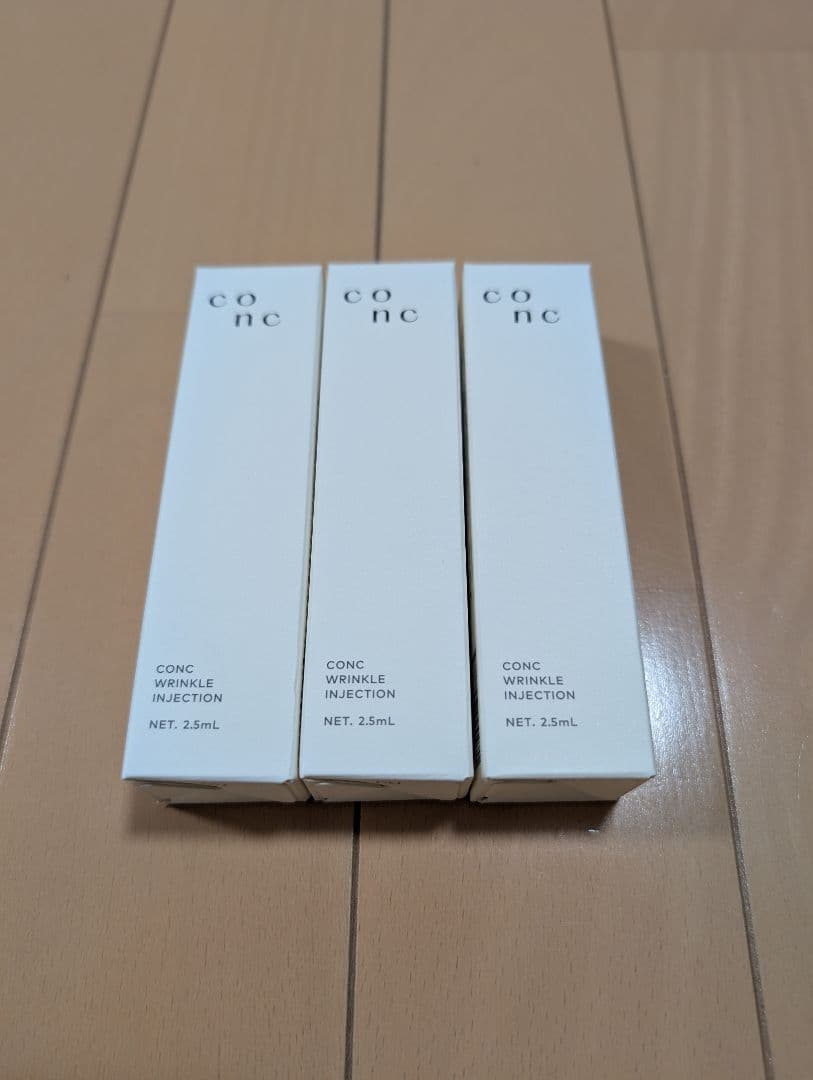 co
nc
CONC
WRINKLE
INJECTION
NET. 2.5mL
co
nc
CONC
WRINKLE
INJECTION
NET. 2.5mL
co
nc
CONC
WRINKLE
INJECTION
NET. 2.5mL